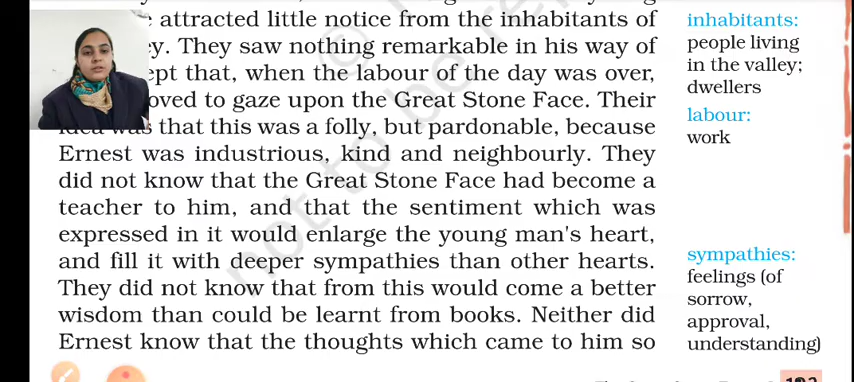 attracted little notice from the inhabitants of
They saw nothing remarkable in his way of
that, when the labour of the day was over,
to gaze upon the Great Stone Face. Their
idea was that this was a folly, but pardonable, because
Ernest was industrious, kind and neighbourly. They
did not know that the Great Stone Face had become a
teacher to him, and that the sentiment which was
expressed in it would enlarge the young man's heart,
and fill it with deeper sympathies than other hearts.
They did not know that from this would come a better
wisdom than could be learnt from books. Neither did
Ernest know that the thoughts which came to him so
inhabitants:
people living
in the valley;
dwellers
labour:
work
sympathies:
feelings (of
sorrow,
approval,
understanding)
not to be re